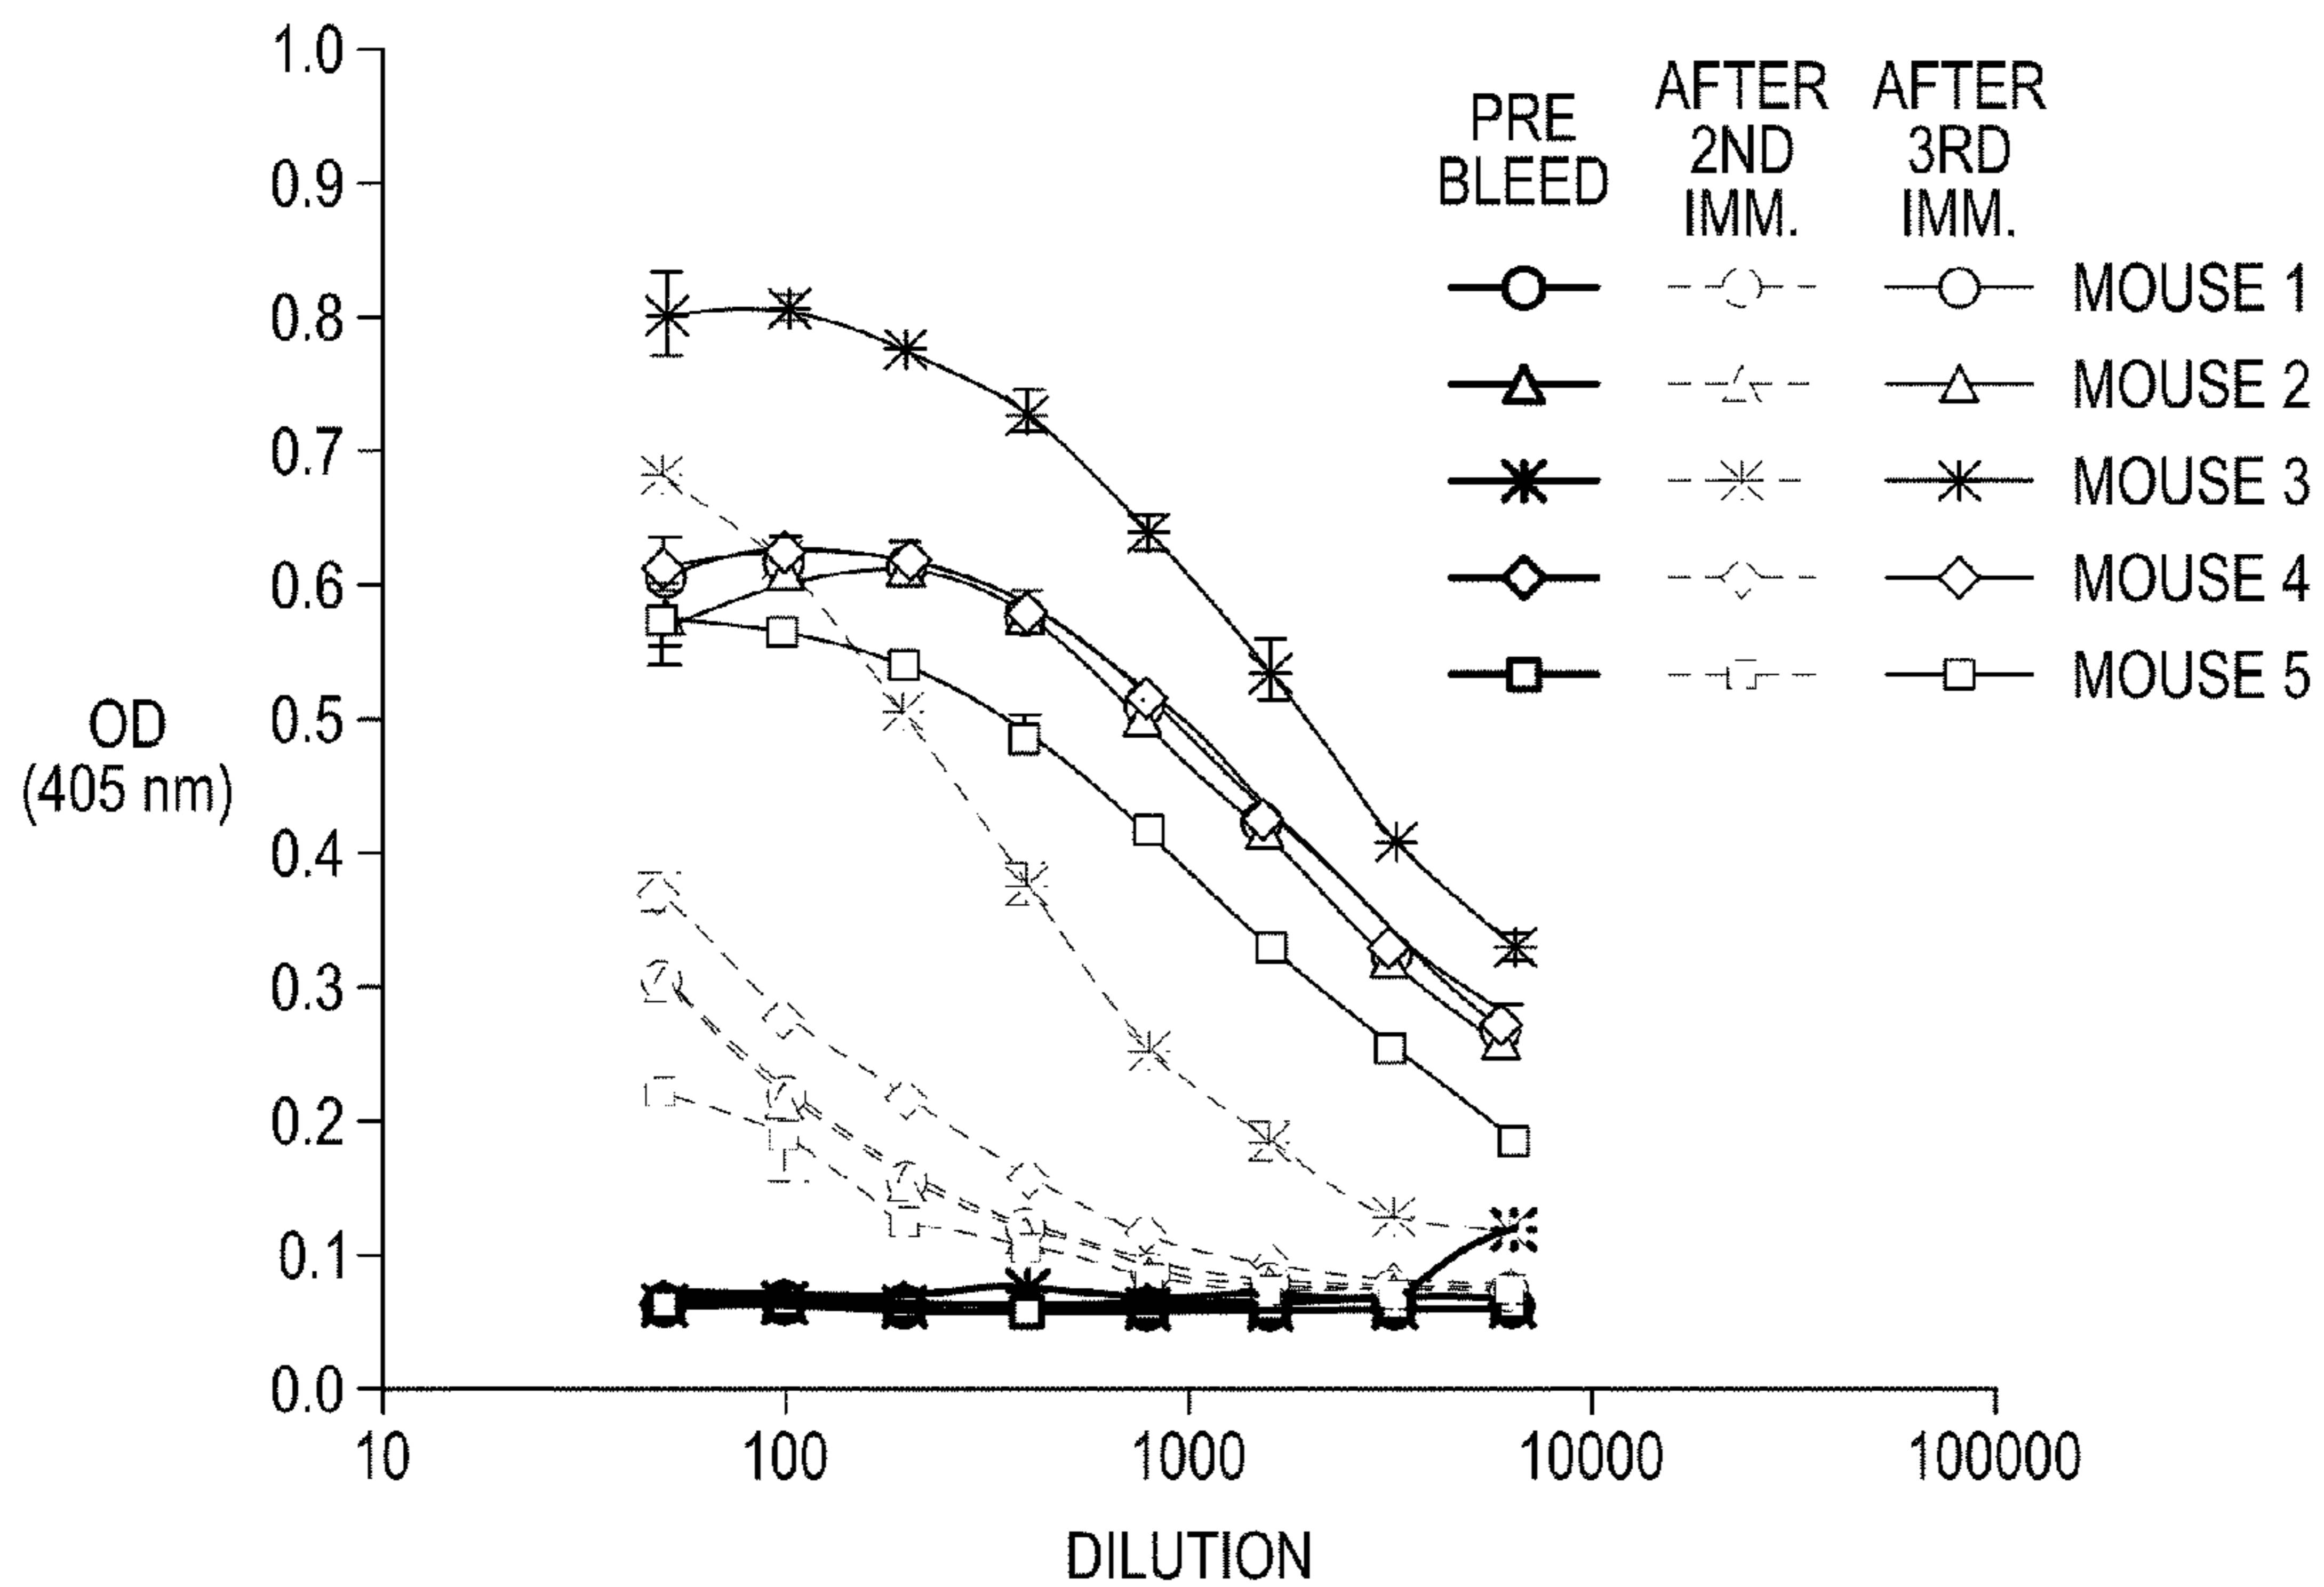 1.0
0.9
0.8
0.7
0.6
0.5
0.4
0.3
0.2
0.1
0.0
OD
(405 nm)
10
100
1000
10000
100000
DILUTION
PRE
BLEED
AFTER
2ND
IMM.
AFTER
3RD
IMM.
MOUSE 1
MOUSE 2
MOUSE 3
MOUSE 4
MOUSE 5